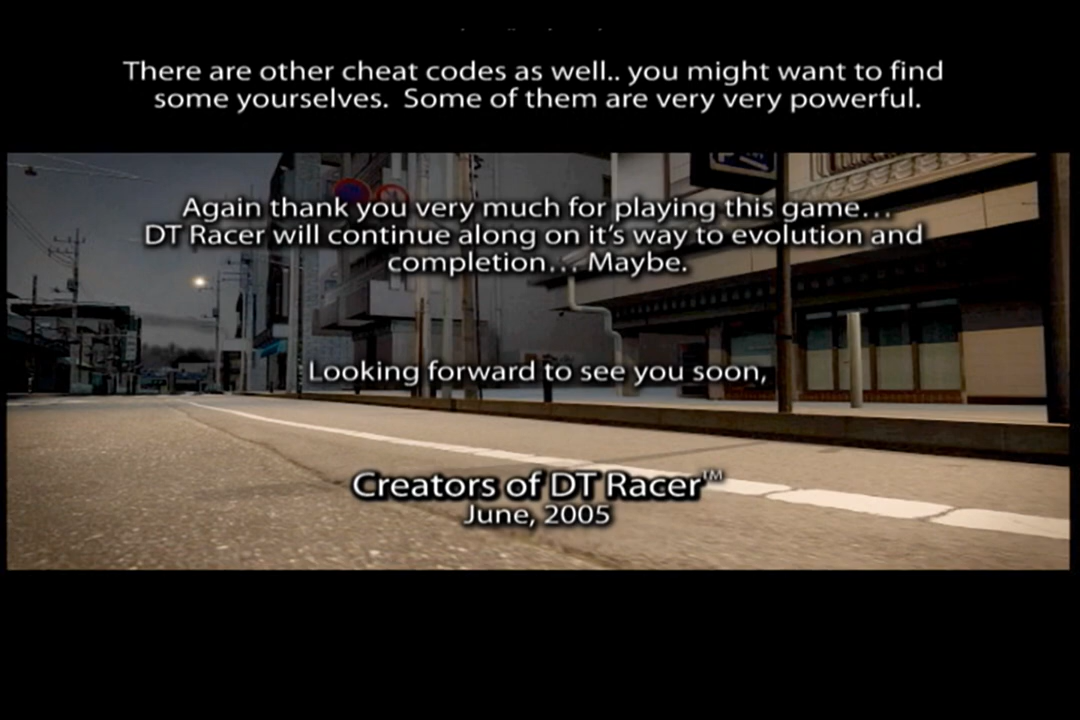 There are other cheat codes as well.. you might want to find
some yourselves.  Some of them are very very powerful.
Again thank you very much for playing this game...
DT Racer will continue along on it's way to evolution and
completion... Maybe.
Looking forward to see you soon,
Creators of DT Racer™
June, 2005